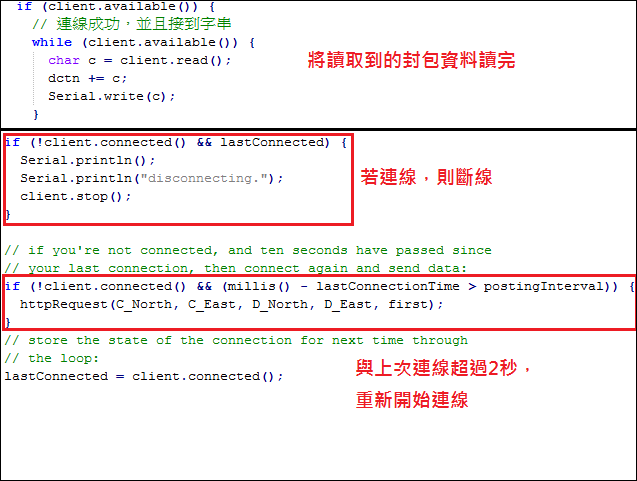 if (client.available()) {
// 連線成功，並且接到字串
while (client.available()) {
char c = client.read();
dctn += c;
Serial.write(c);
}
將讀取到的封包資料讀完
if (!client.connected() && lastConnected) {
Serial.println();
Serial.println("disconnecting.");
client.stop();
}
若連線，則斷線
// if you're not connected, and ten seconds have passed since
// your last connection, then connect again and send data:
if (!client.connected() && (millis() - lastConnectionTime > postingInterval)) {
httpRequest(C_North, C_East, D_North, D_East, first);
}
// store the state of the connection for next time through
// the loop:
lastConnected = client.connected();
與上次連線超過2秒，
重新開始連線